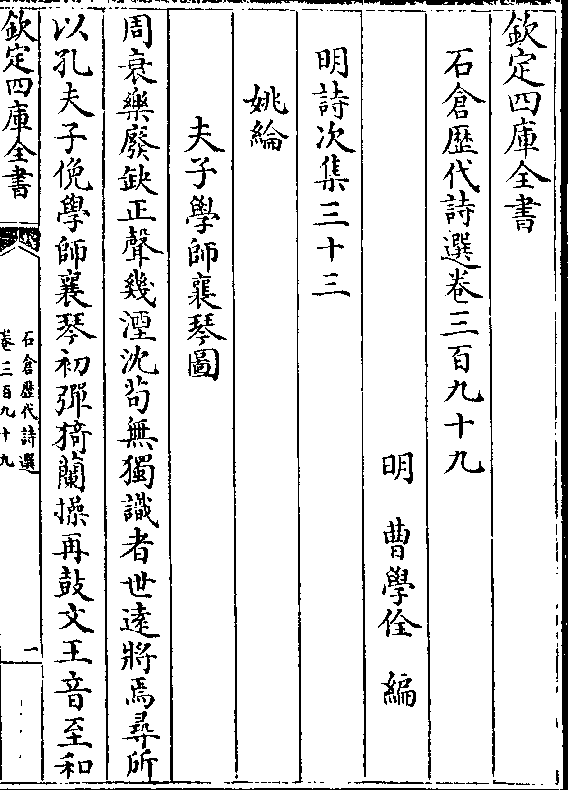 欽定四庫全書
石倉歷代詩選卷三百九十九
明 曹學佺 編
明詩次集三十三
姚綸
夫子學師襄琴圖
周衰樂廢缺正聲幾湮沈茍無獨識者世逺將焉尋所
以孔夫子俛學師襄琴初彈猗蘭操再鼓文王音至和
欽定四庫全書
石倉歷代詩選
卷三百九十九
一